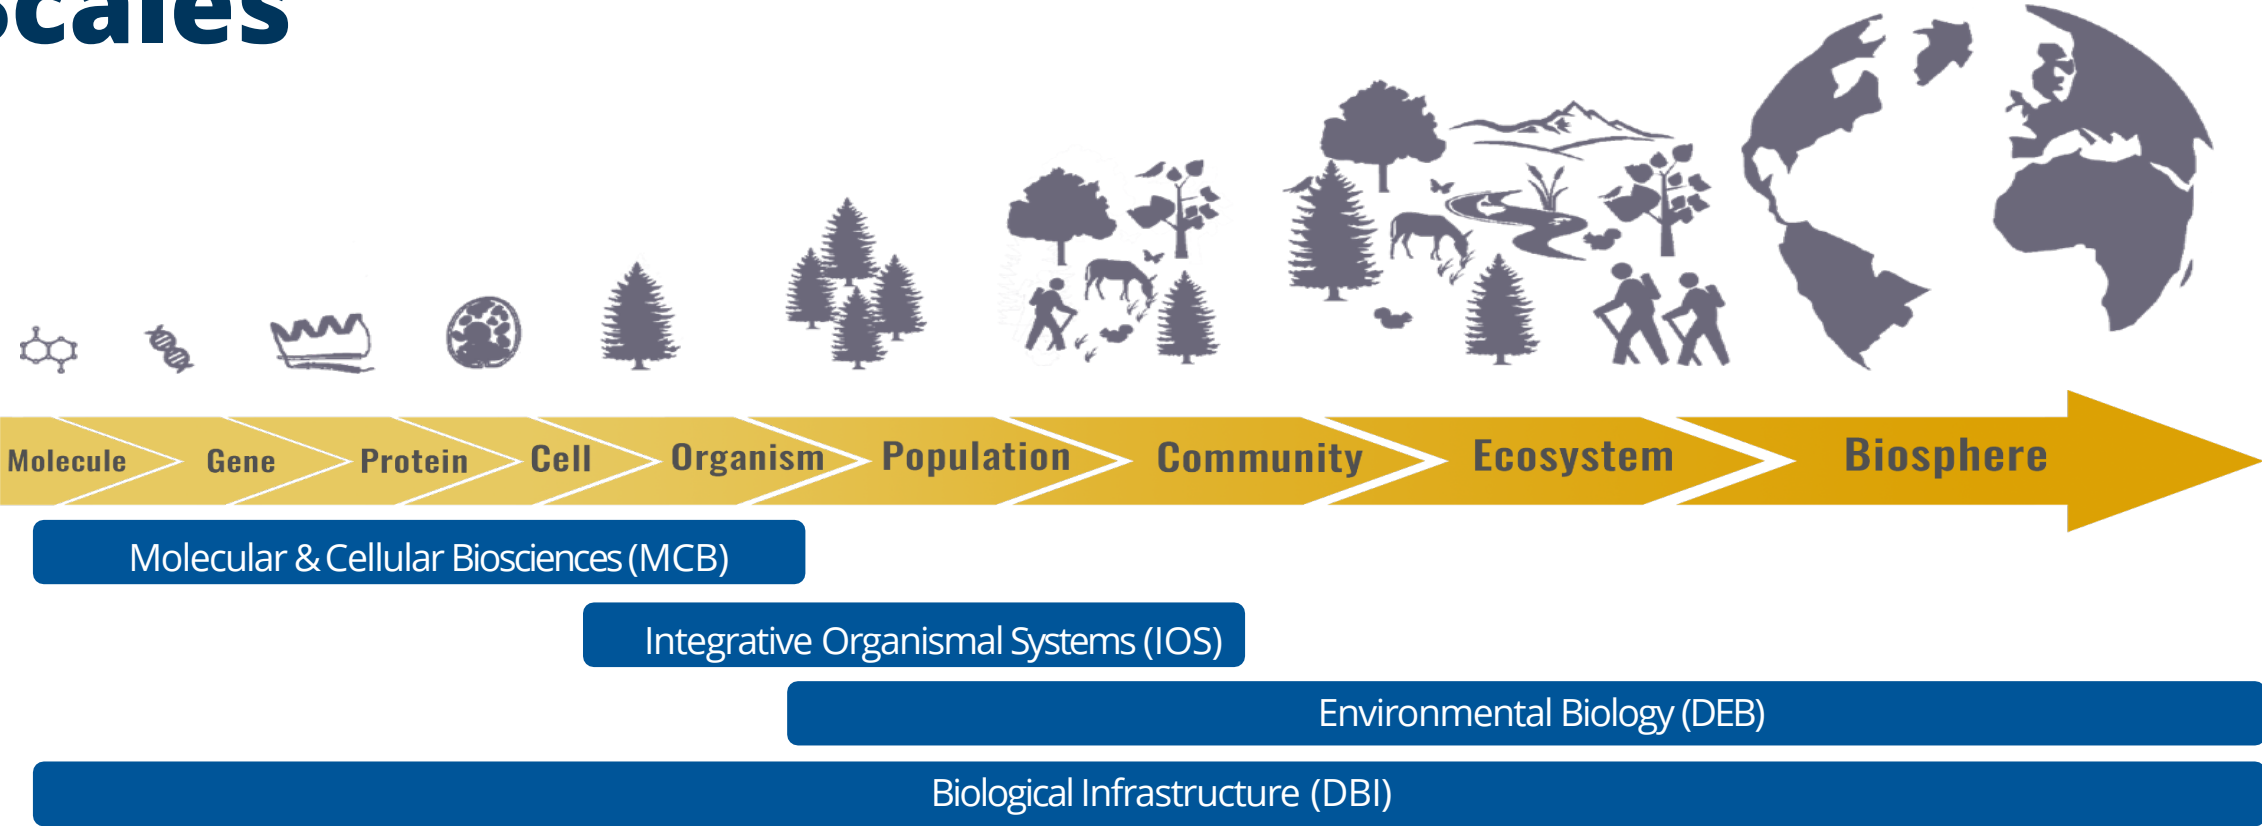 Scales
Molecule Gene Protein Cell Organism Population Community Ecosystem Biosphere
Molecular & Cellular Biosciences (MCB)
Integrative Organismal Systems (IOS)
Environmental Biology (DEB)
Biological Infrastructure (DBI)